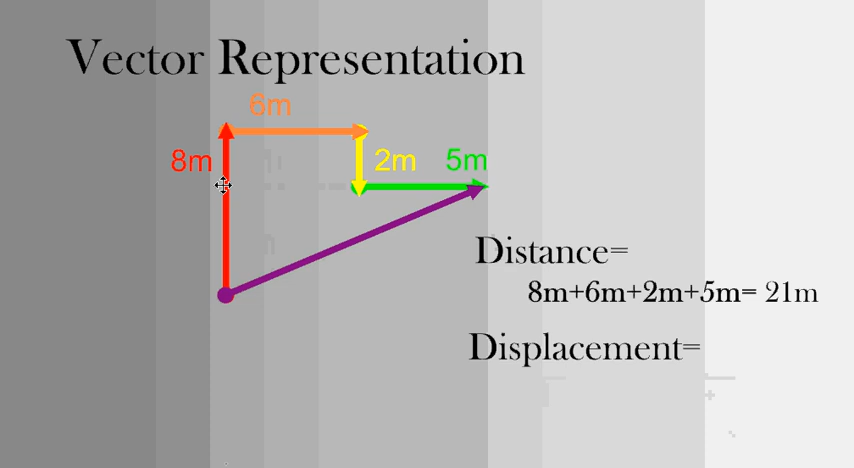 Vector Representation
6m
8m
2m
5m
Distance=
8m+6m+2m+5m= 21m
Displacement=